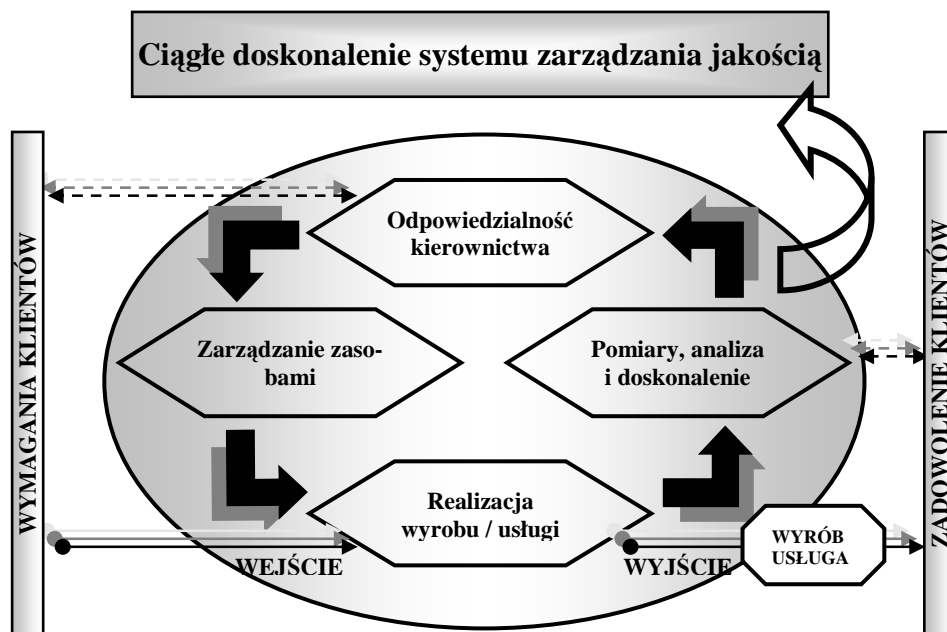 Ciągłe doskonalenie systemu zarządzania jakością
WYMAGANIA KLIENTÓW
Odpowiedzialność
kierownictwa
Zarządzanie zaso-
bami
Pomiary, analiza
i doskonalenie
Realizacja
wyrobu / usługi
WEJŚCIE
WYJŚCIE
WYRÓB
USŁUGA
ZADOWOLENIE KLIENTÓW